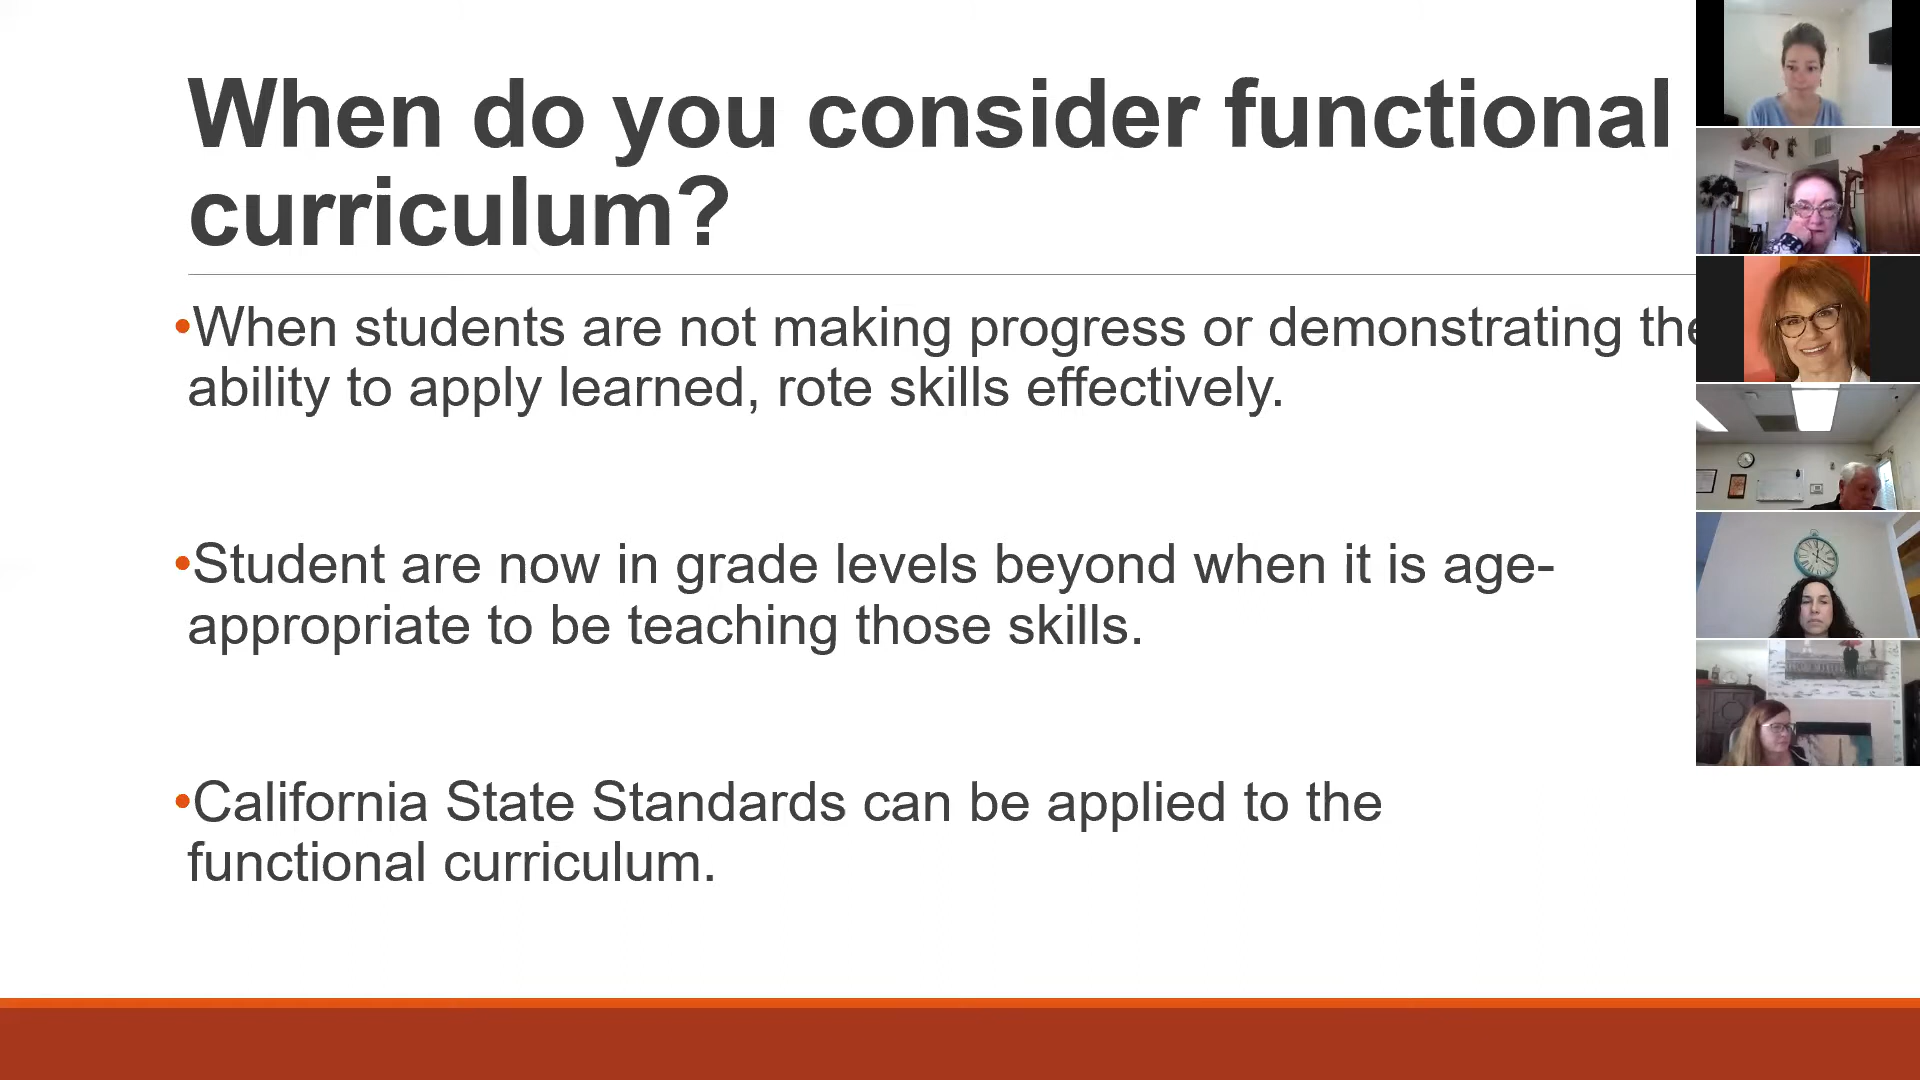 When do you consider functional
curriculum?
•When students are not making progress or demonstrating the
ability to apply learned, rote skills effectively.
•Student are now in grade levels beyond when it is age-
appropriate to be teaching those skills.
•California State Standards can be applied to the
functional curriculum.